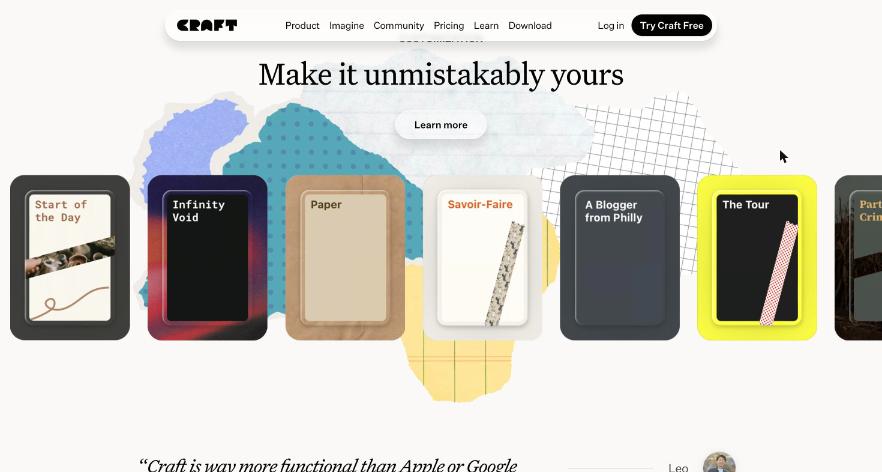 CRAFT
Product Imagine Community Pricing Learn Download Log in Try Craft Free
Make it unmistakably yours
Learn more
Start of
the Day
Infinity
Void
Paper
Savoir-Faire
A Blogger
from Philly
The Tour
“Craft is way more functional than Apple or Google
Leo